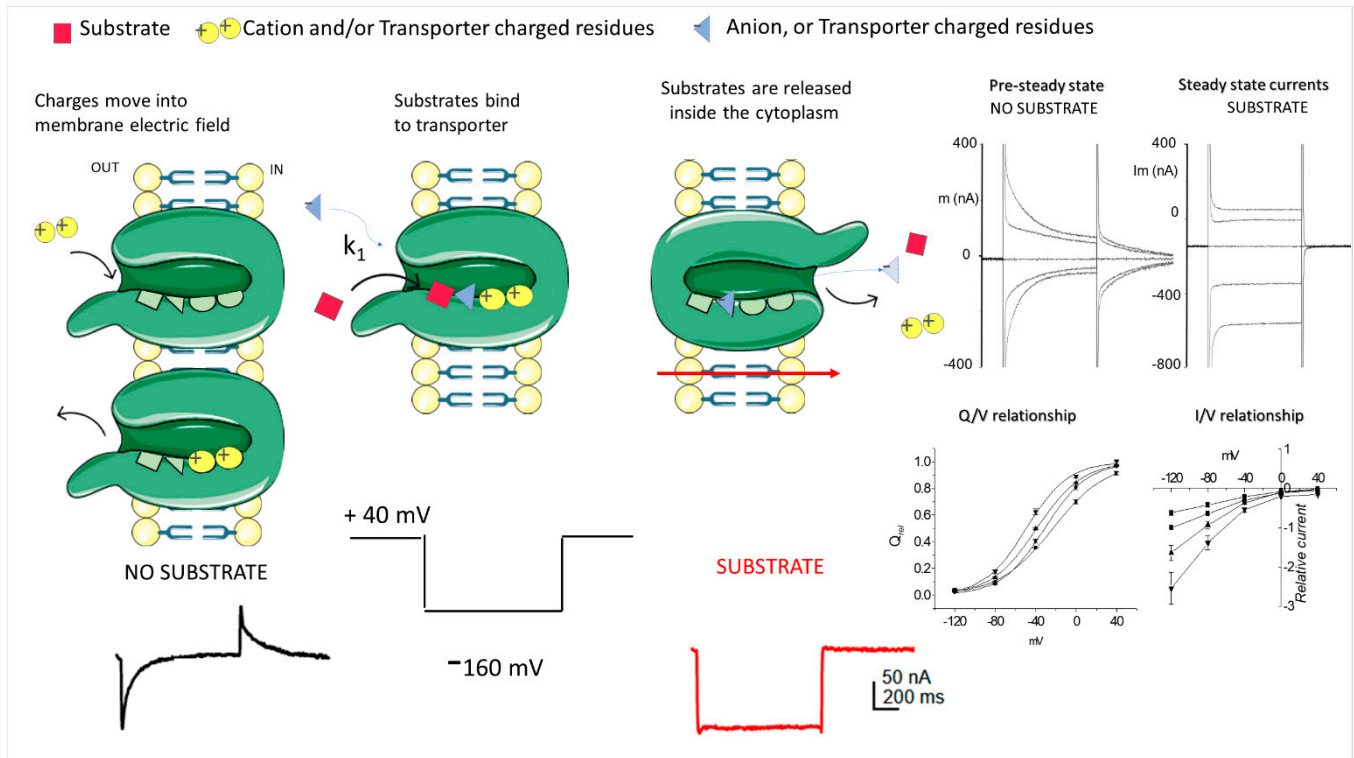 Substrate
Cation and/or Transporter charged residues
Anion, or Transporter charged residues
Charges move into
membrane electric field
Substrates bind
to transporter
Substrates are released
inside the cytoplasm
Pre-steady state
NO SUBSTRATE
Steady state currents
SUBSTRATE
OUT
IN
k1
+ +
+ +
+ +
+ +
-
-
400
m (nA)
0
-400
400
Im (nA)
0
-400
-800
Q/V relationship
1.0
0.8
0.6
0.4
0.2
0.0
Qrel
-120 -80 -40 0 40
mV
I/V relationship
mV
-120 -80 -40 0 40
1
-1
-2
-3
Relative current
NO SUBSTRATE
+ 40 mV
-160 mV
SUBSTRATE
50 nA
200 ms